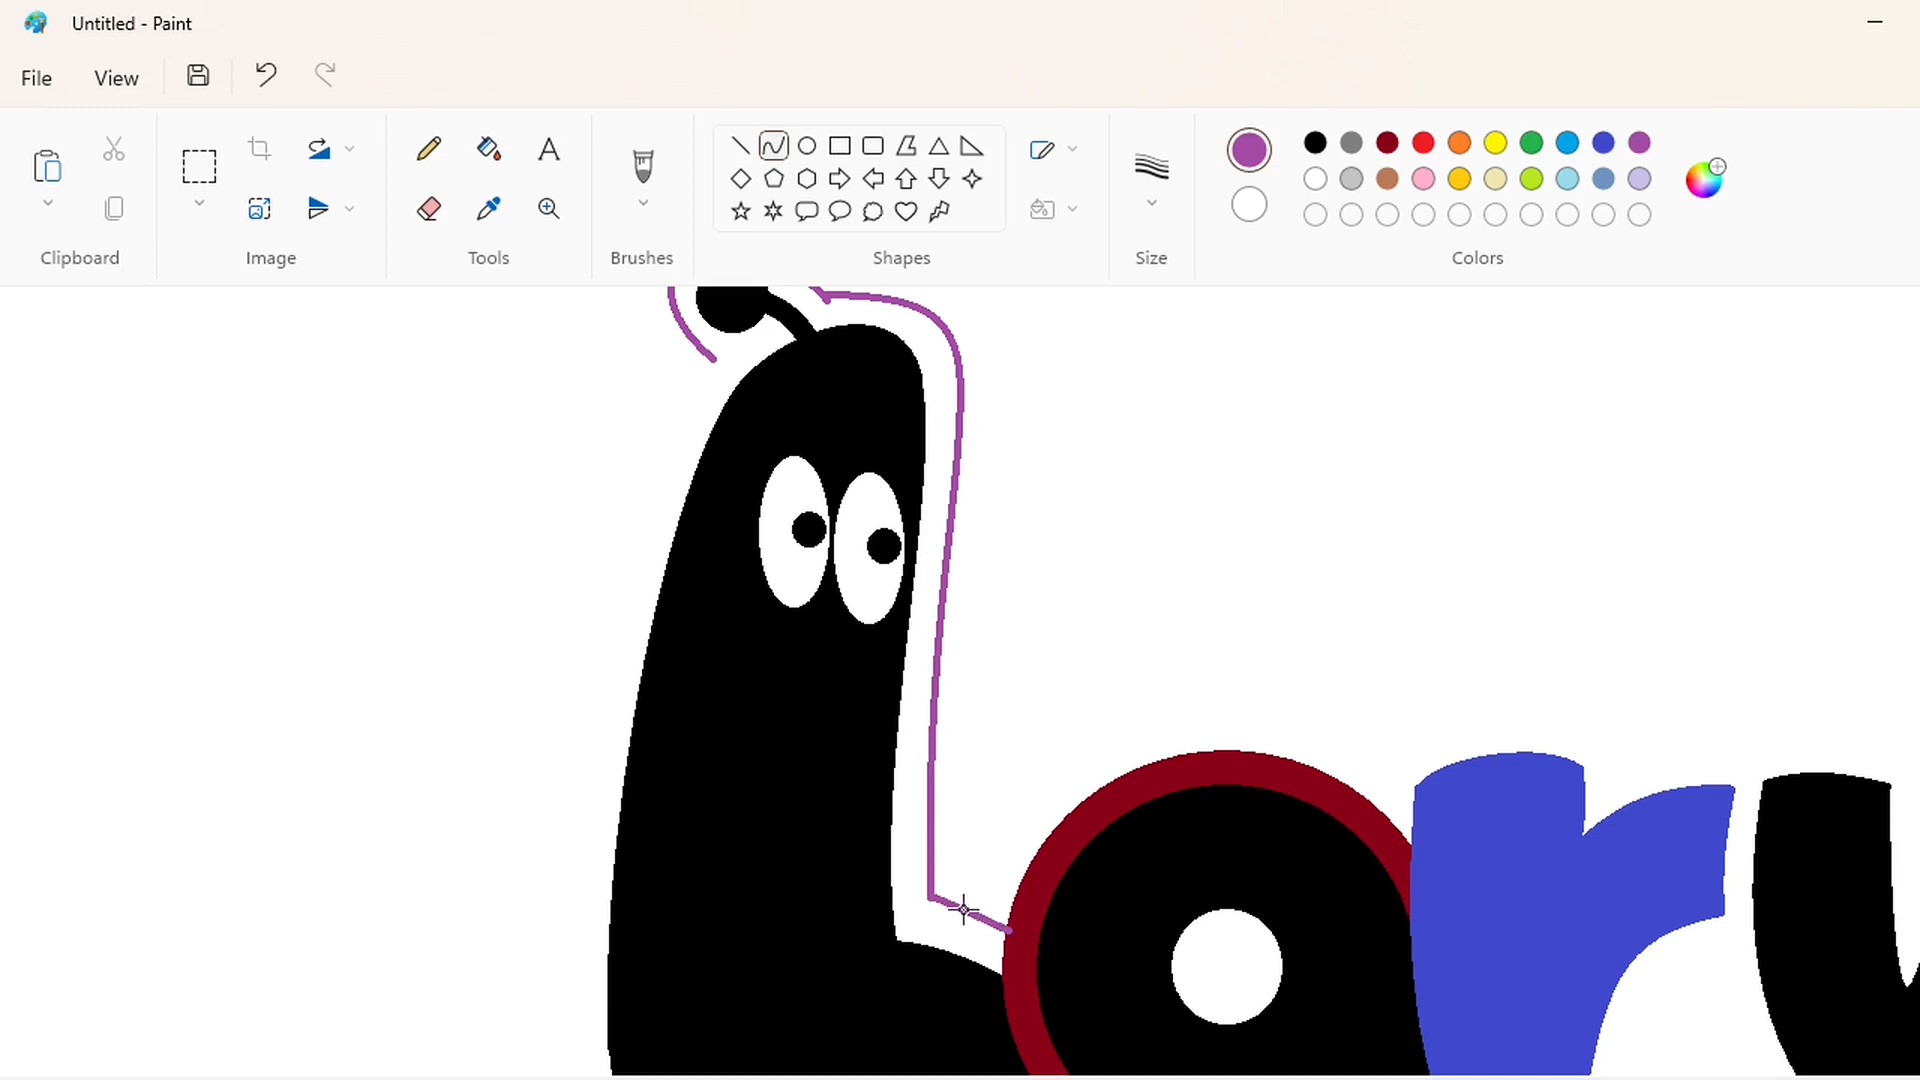 Untitled - Paint
File View
Clipboard Image Tools Brushes Shapes Size Colors